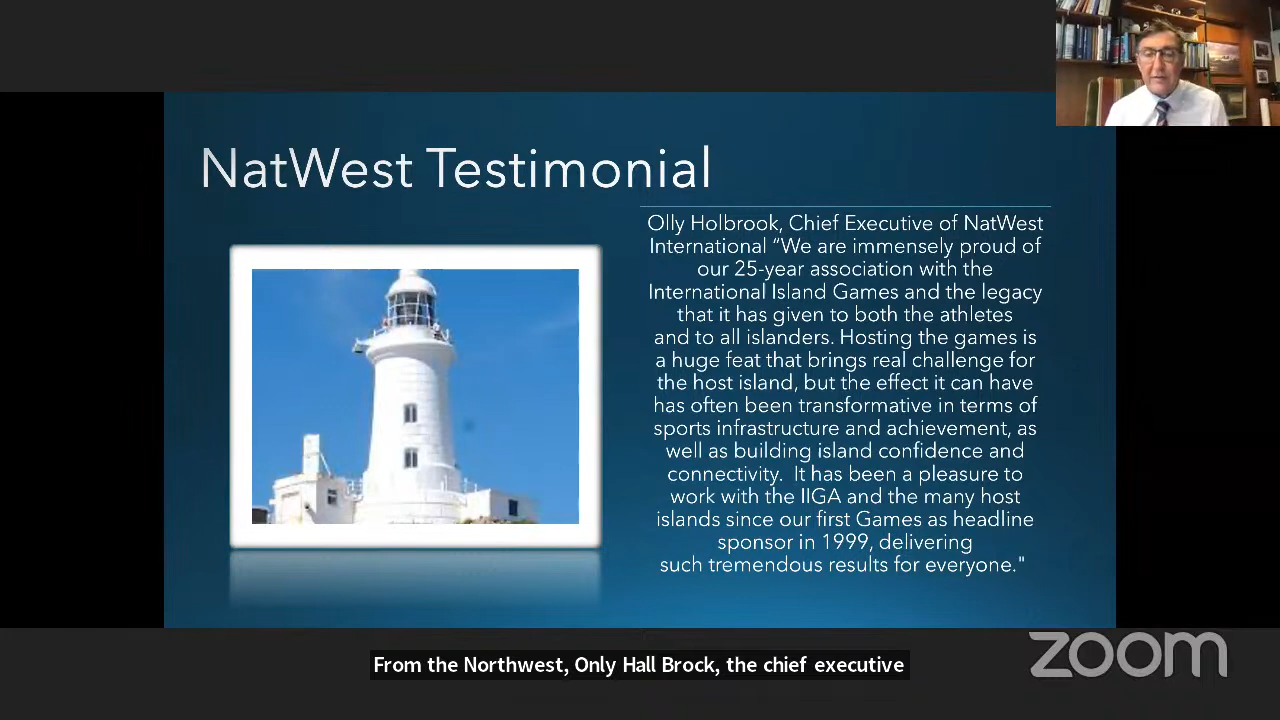 NatWest Testimonial
Olly Holbrook, Chief Executive of NatWest
International “We are immensely proud of
our 25-year association with the
International Island Games and the legacy
that it has given to both the athletes
and to all islanders. Hosting the games is
a huge feat that brings real challenge for
the host island, but the effect it can have
has often been transformative in terms of
sports infrastructure and achievement, as
well as building island confidence and
connectivity.  It has been a pleasure to
work with the IIGA and the many host
islands since our first Games as headline
sponsor in 1999, delivering
such tremendous results for everyone."
From the Northwest, Only Hall Brock, the chief executive
zoom